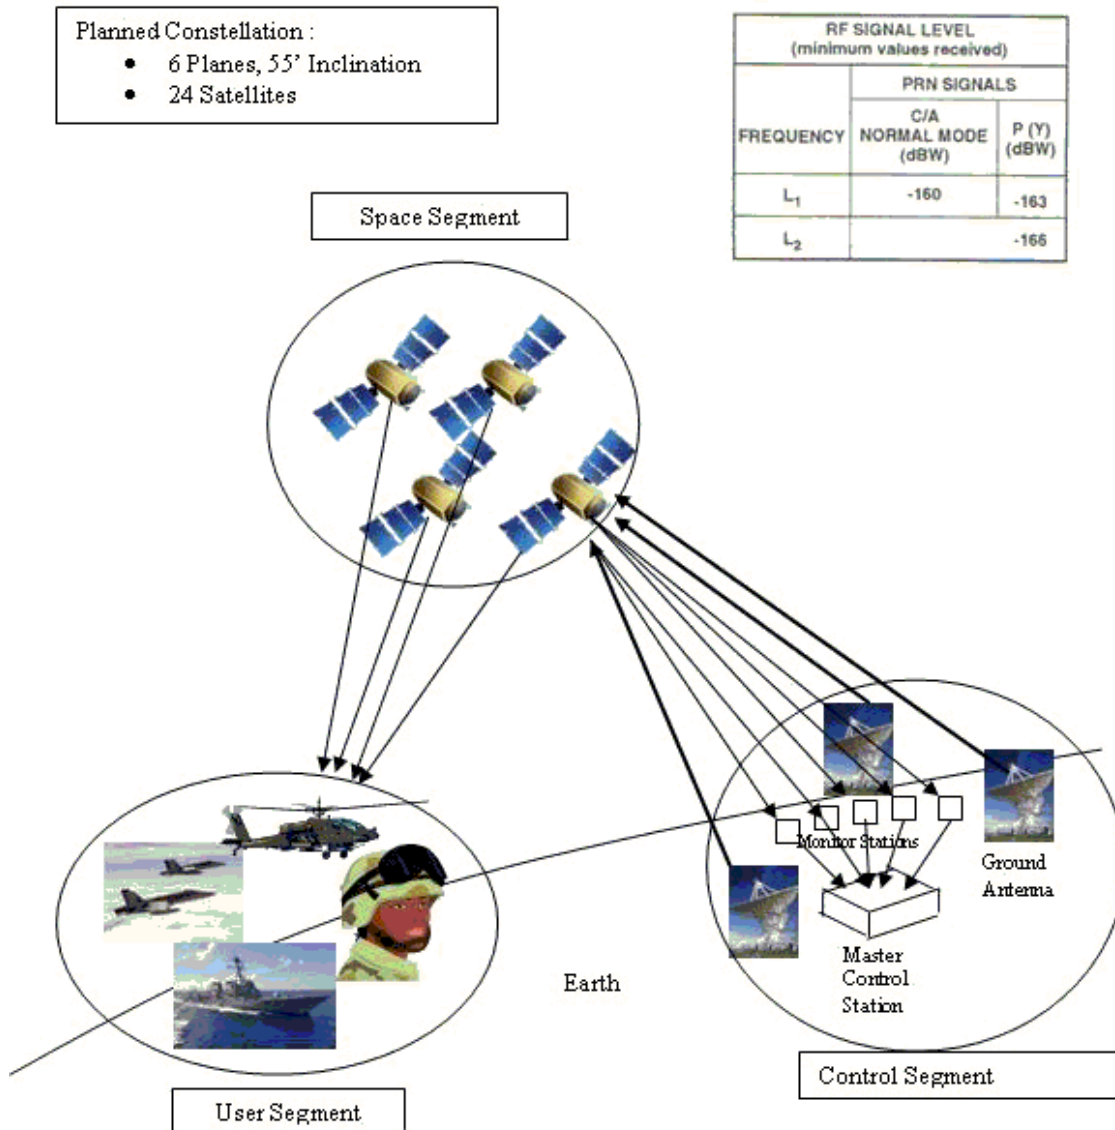 Planned Constellation :
• 6 Planes, 55' Inclination
• 24 Satellites
RF SIGNAL LEVEL
(minimum values received)
PRN SIGNALS
FREQUENCY
C/A
NORMAL MODE
(dBW)
P (Y)
(dBW)
L₁ -160 -163
L₂ -166
Space Segment
Monitor Stations
Ground
Antenna
Master
Control
Station
Earth
Control Segment
User Segment